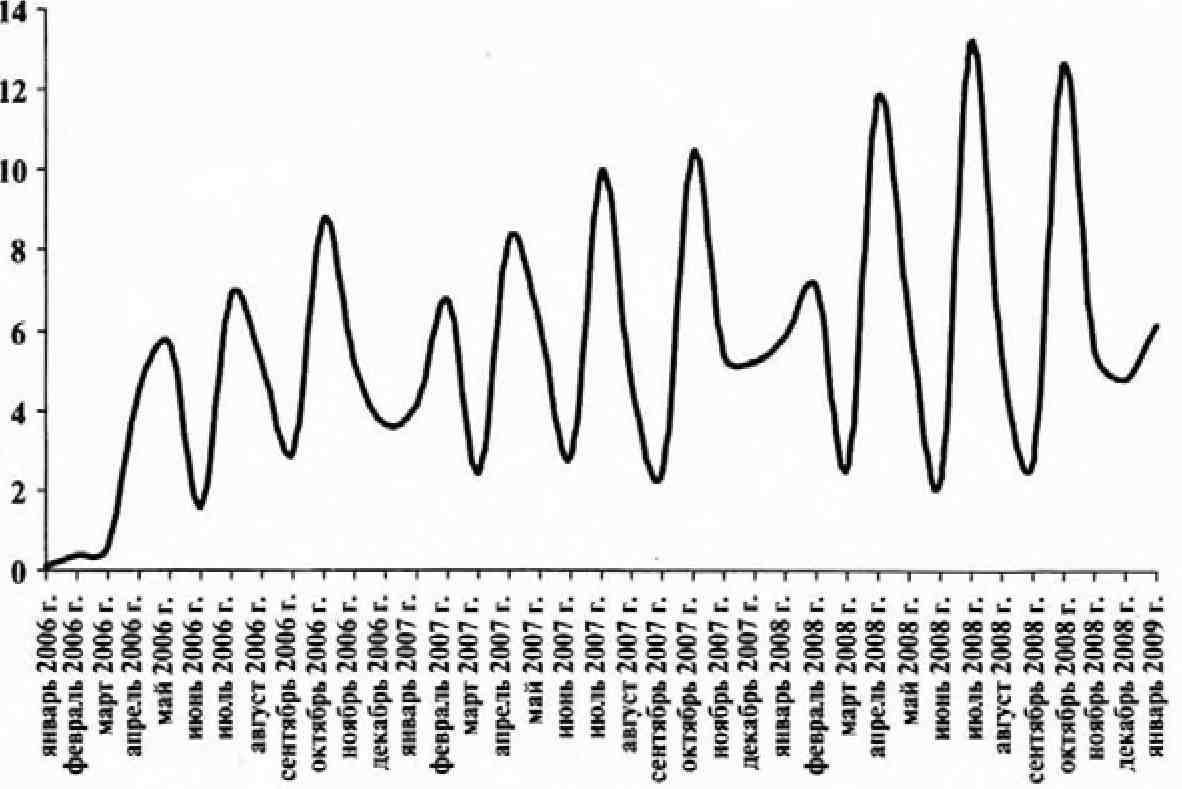 14
12
10
8
6
4
2
0
январь 2006 г.
февраль 2006 г.
март 2006 г.
апрель 2006 г.
май 2006 г.
июнь 2006 г.
июль 2006 г.
август 2006 г.
сентябрь 2006 г.
октябрь 2006 г.
ноябрь 2006 г.
декабрь 2006 г.
январь 2007 г.
февраль 2007 г.
март 2007 г.
апрель 2007 г.
май 2007 г.
июнь 2007 г.
июль 2007 г.
август 2007 г.
сентябрь 2007 г.
октябрь 2007 г.
ноябрь 2007 г.
декабрь 2007 г.
январь 2008 г.
февраль 2008 г.
март 2008 г.
апрель 2008 г.
май 2008 г.
июнь 2008 г.
июль 2008 г.
август 2008 г.
сентябрь 2008 г.
октябрь 2008 г.
ноябрь 2008 г.
декабрь 2008 г.
январь 2009 г.